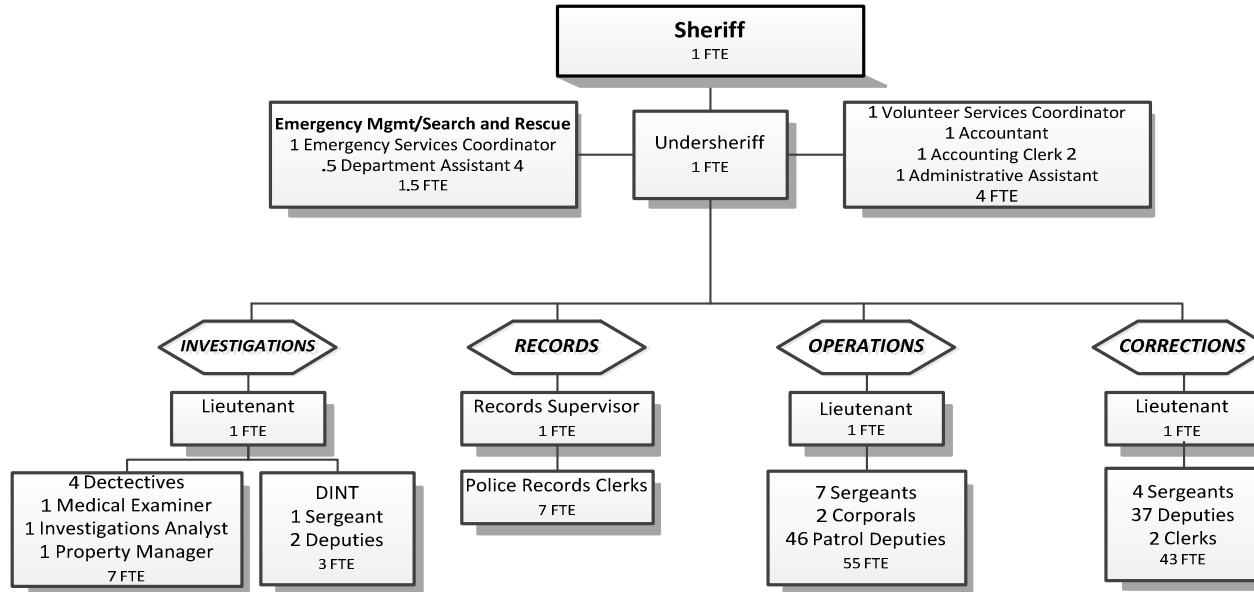 Sheriff
1 FTE
Emergency Mgmt/Search and Rescue
1 Emergency Services Coordinator
.5 Department Assistant 4
1.5 FTE
Undersheriff
1 FTE
1 Volunteer Services Coordinator
1 Accountant
1 Accounting Clerk 2
1 Administrative Assistant
4 FTE
INVESTIGATIONS
Lieutenant
1 FTE
4 Dectectives
1 Medical Examiner
1 Investigations Analyst
1 Property Manager
7 FTE
DINT
1 Sergeant
2 Deputies
3 FTE
RECORDS
Records Supervisor
1 FTE
Police Records Clerks
7 FTE
OPERATIONS
Lieutenant
1 FTE
7 Sergeants
2 Corporals
46 Patrol Deputies
55 FTE
CORRECTIONS
Lieutenant
1 FTE
4 Sergeants
37 Deputies
2 Clerks
43 FTE